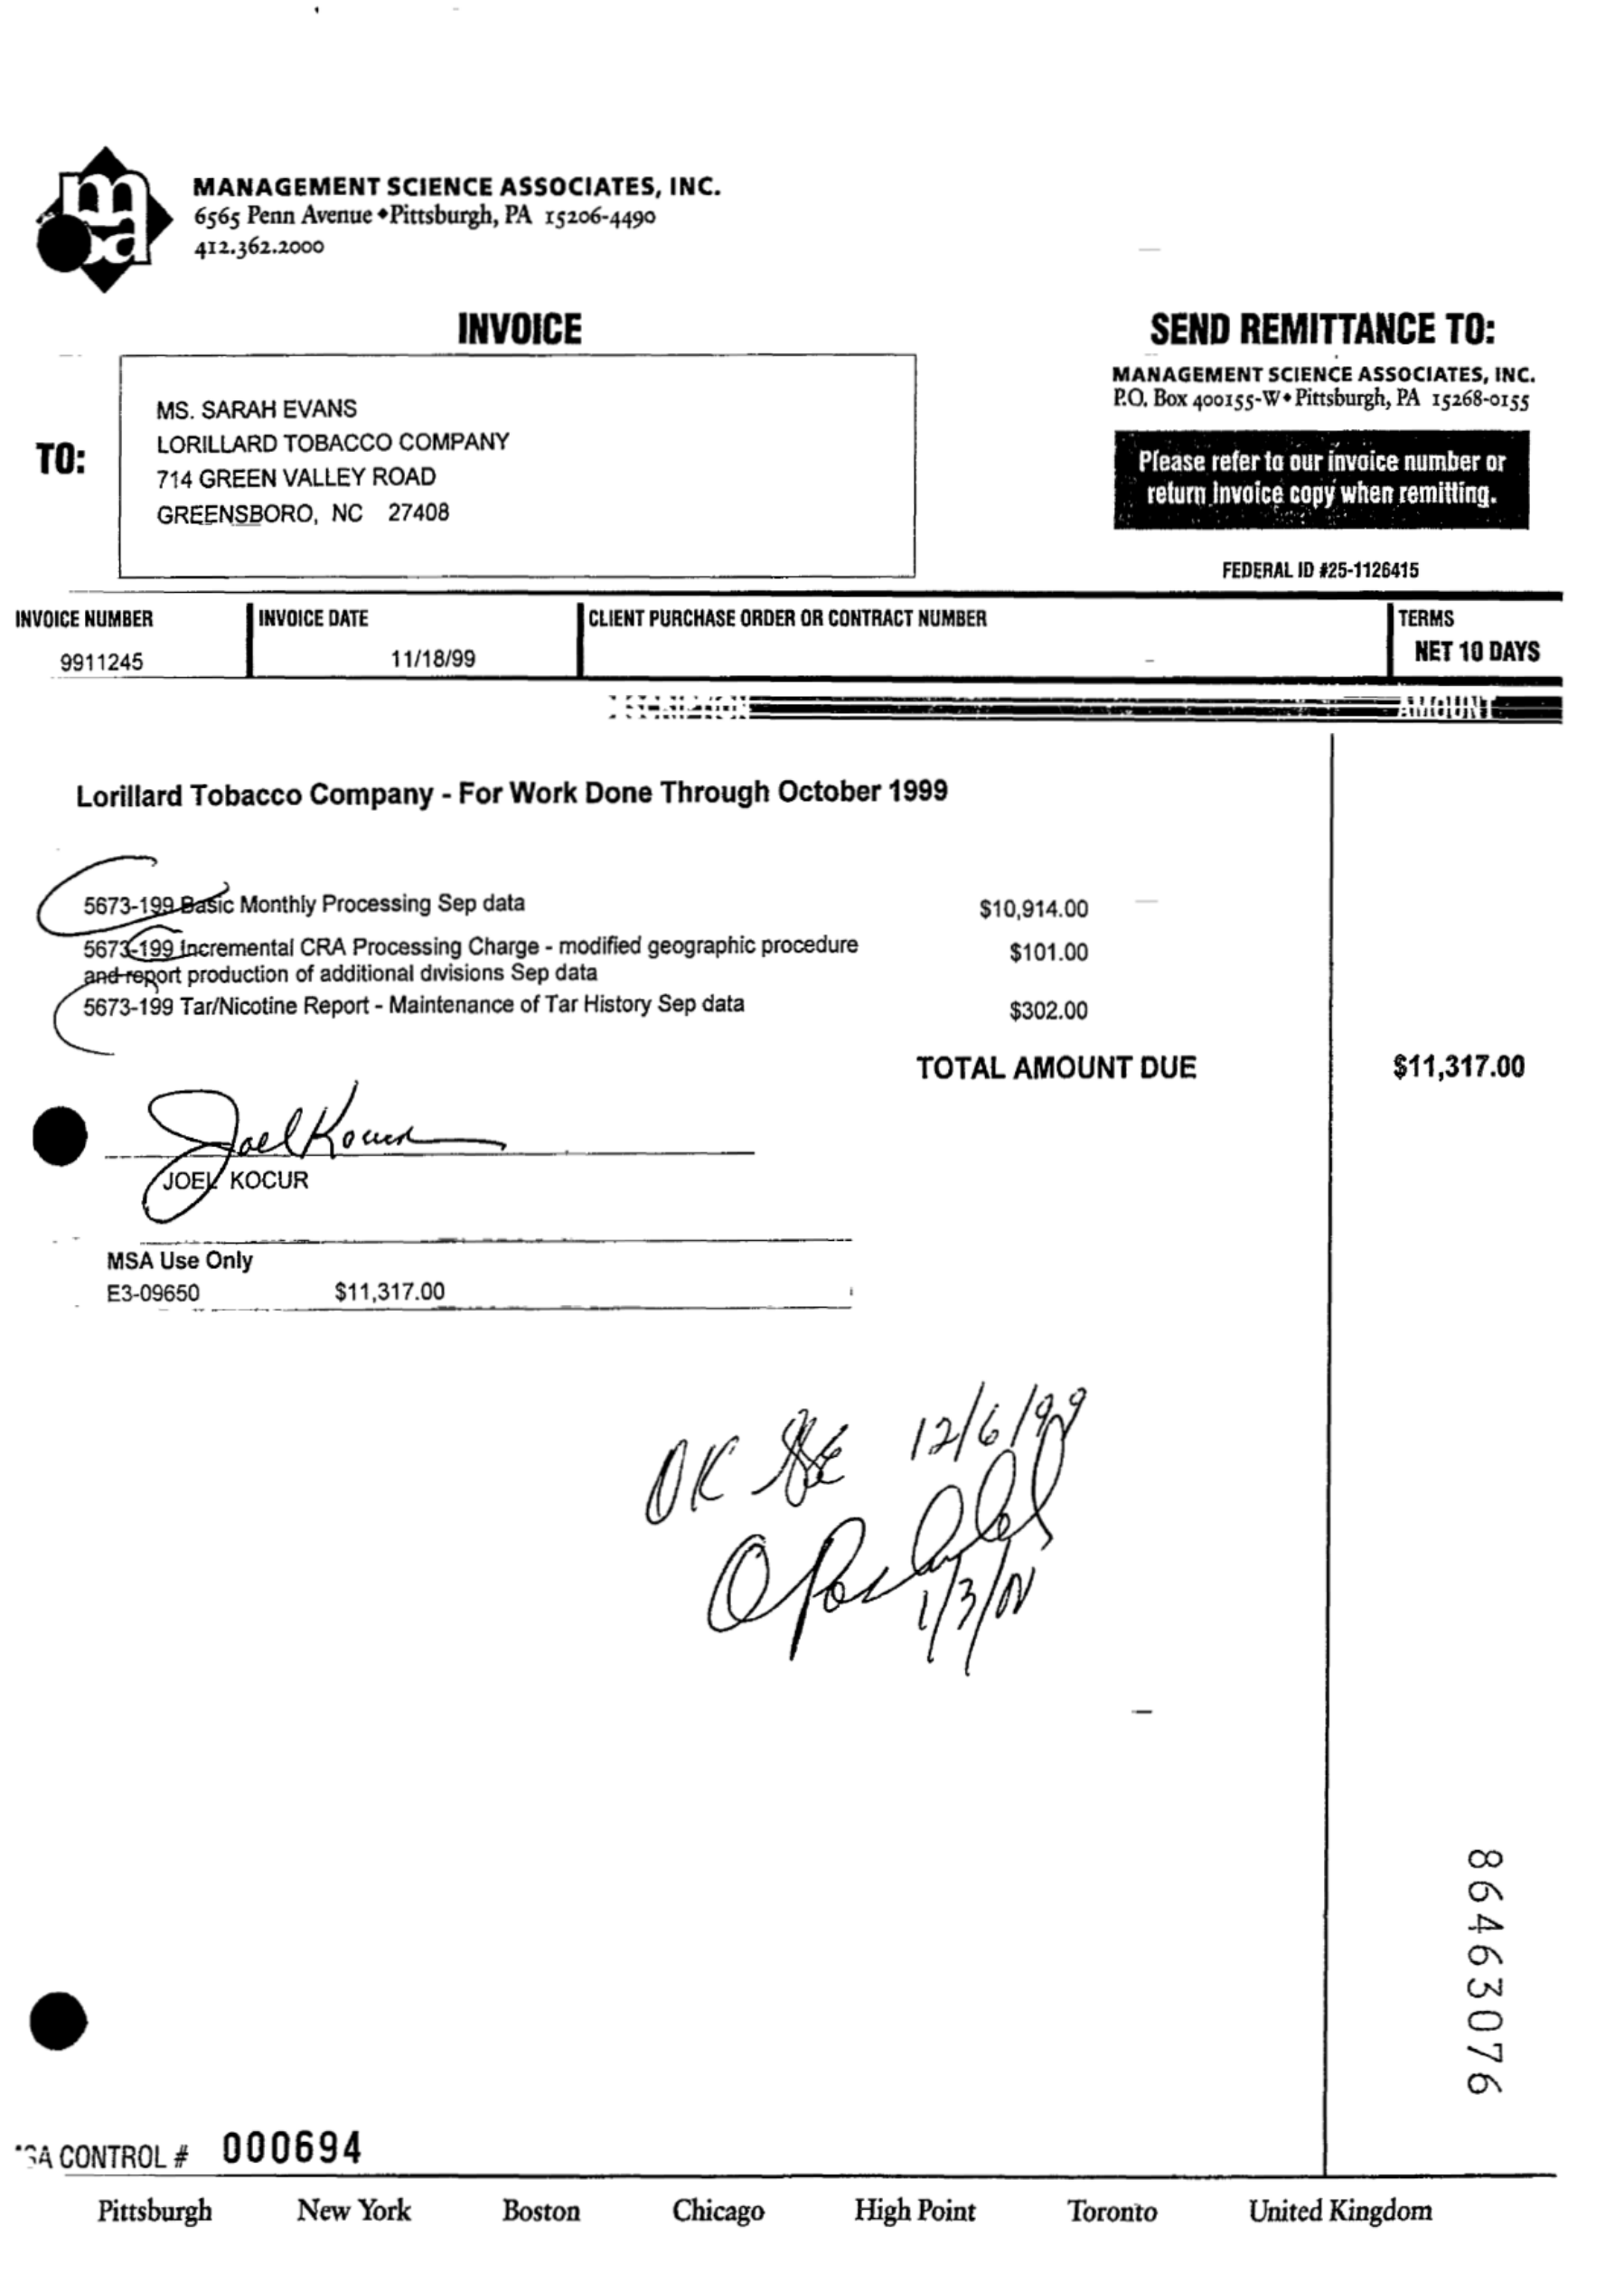 msa
MANAGEMENT SCIENCE ASSOCIATES, INC.
6565 Penn Avenue ◆ Pittsburgh, PA 15206-4490
412.362.2000
INVOICE
SEND REMITTANCE TO:
MANAGEMENT SCIENCE ASSOCIATES, INC.
P.O. Box 400155-W ◆ Pittsburgh, PA 15268-0155
TO:
MS. SARAH EVANS
LORILLARD TOBACCO COMPANY
714 GREEN VALLEY ROAD
GREENSBORO, NC 27408
Please refer to our invoice number or
return invoice copy when remitting.
FEDERAL ID #25-1126415
INVOICE NUMBER INVOICE DATE CLIENT PURCHASE ORDER OR CONTRACT NUMBER TERMS
9911245 11/18/99 NET 10 DAYS
DESCRIPTION AMOUNT
Lorillard Tobacco Company - For Work Done Through October 1999
5673-199 Basic Monthly Processing Sep data $10,914.00
5673-199 Incremental CRA Processing Charge - modified geographic procedure $101.00
and report production of additional divisions Sep data
5673-199 Tar/Nicotine Report - Maintenance of Tar History Sep data $302.00
TOTAL AMOUNT DUE $11,317.00
Joel Kocur
JOEL KOCUR
MSA Use Only
E3-09650 $11,317.00
OK 12/6/99
1/3/00
86463076
MSA CONTROL # 000694
Pittsburgh New York Boston Chicago High Point Toronto United Kingdom